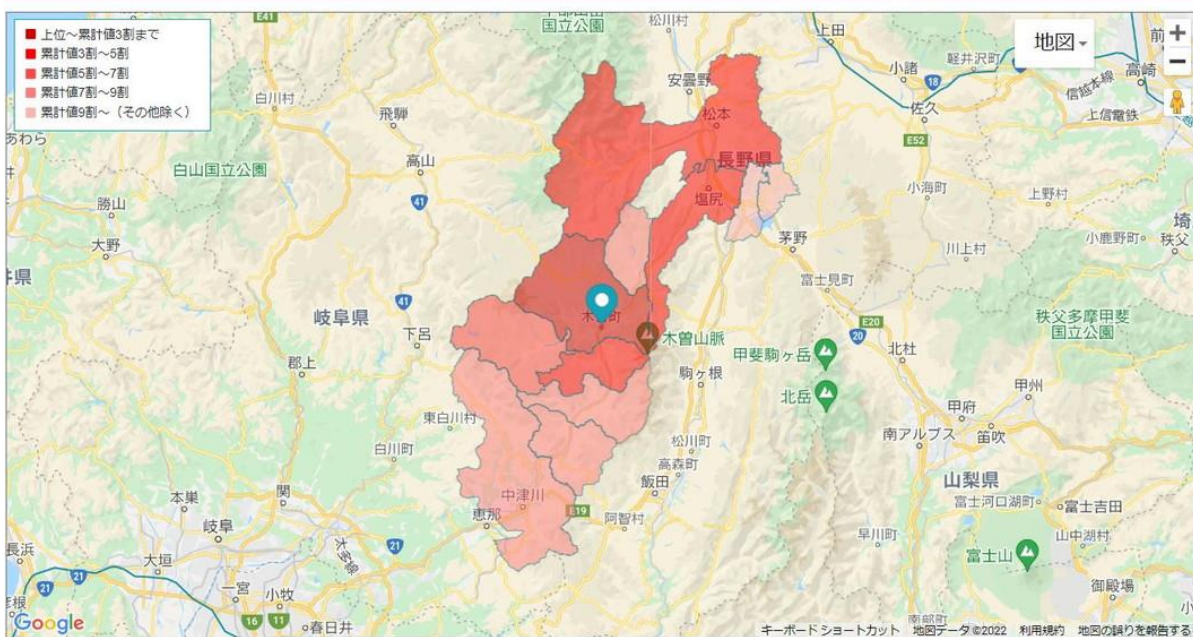 上位～累計値3割まで
累計値3割～5割
累計値5割～7割
累計値7割～9割
累計値9割～（その他除く）
地図
E41
国立公園
松川村
上田
軽井沢町
小諸
18
信越本線
高崎
前
佐久
上信電鉄
E52
あわら
白川村
飛騨
安曇野
松本
長野県
白山国立公園
高山
41
塩尻
小海町
上野村
埼
勝山
大野
茅野
川上村
小鹿野町
秩父
井県
富士見町
岐阜県
41
下呂
木曽町
木曽山脈
E20
20
秩父多摩甲斐
国立公園
郡上
甲斐駒ヶ岳
北杜
駒ヶ根
北岳
甲州
東白川村
甲府
白川町
松川町
南アルプス
笛吹
高森町
本巣
関
中津川
飯田
山梨県
恵那
E19
阿智村
富士河口湖町
富士吉田
岐阜
早川町
山中湖村
長浜
大垣
21
21
太多線
富士山
21
一宮
小牧
御殿場
彦根
16
11
春日井
南部町
小
Google
キーボード ショートカット
地図データ ©2022
利用規約
地図の誤りを報告する